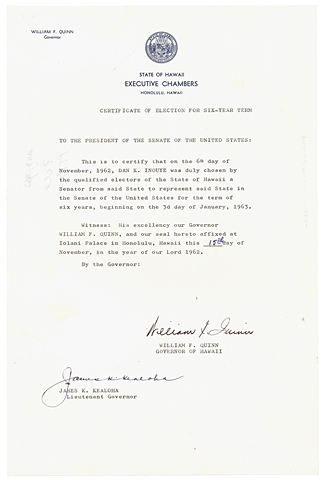 WILLIAM F. QUINN
Governor
STATE OF HAWAII
EXECUTIVE CHAMBERS
HONOLULU, HAWAII
CERTIFICATE OF ELECTION FOR SIX-YEAR TERM
TO THE PRESIDENT OF THE SENATE OF THE UNITED STATES:
This is to certify that on the 6th day of
November, 1962, DAN K. INOUYE was duly chosen by
the qualified electors of the State of Hawaii a
Senator from said State to represent said State in
the Senate of the United States for the term of
six years, beginning on the 3d day of January, 1963.
Witness: His excellency our Governor
WILLIAM F. QUINN, and our seal hereto affixed at
Iolani Palace in Honolulu, Hawaii this 15th day of
November, in the year of our Lord 1962.
By the Governor:
William F. Quinn
WILLIAM F. QUINN
GOVERNOR OF HAWAII
James K. Kealoha
JAMES K. KEALOHA
Lieutenant Governor